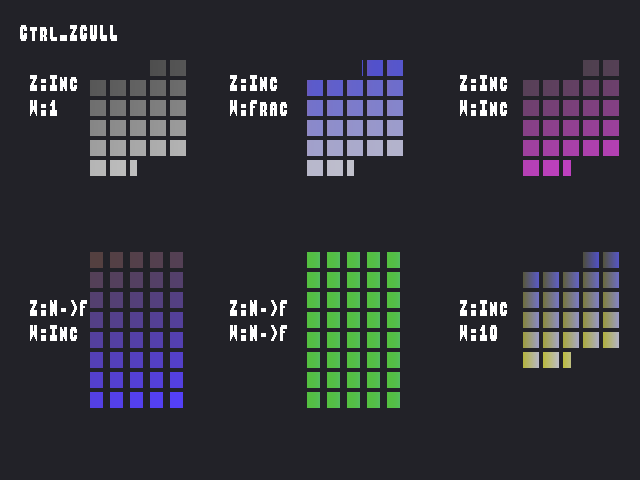 Ctrl_ZCULL
Z:Inc
W:1
Z:Inc
W:frac
Z:Inc
W:Inc
Z:N->f
W:Inc
Z:N->f
W:N->f
Z:Inc
W:10